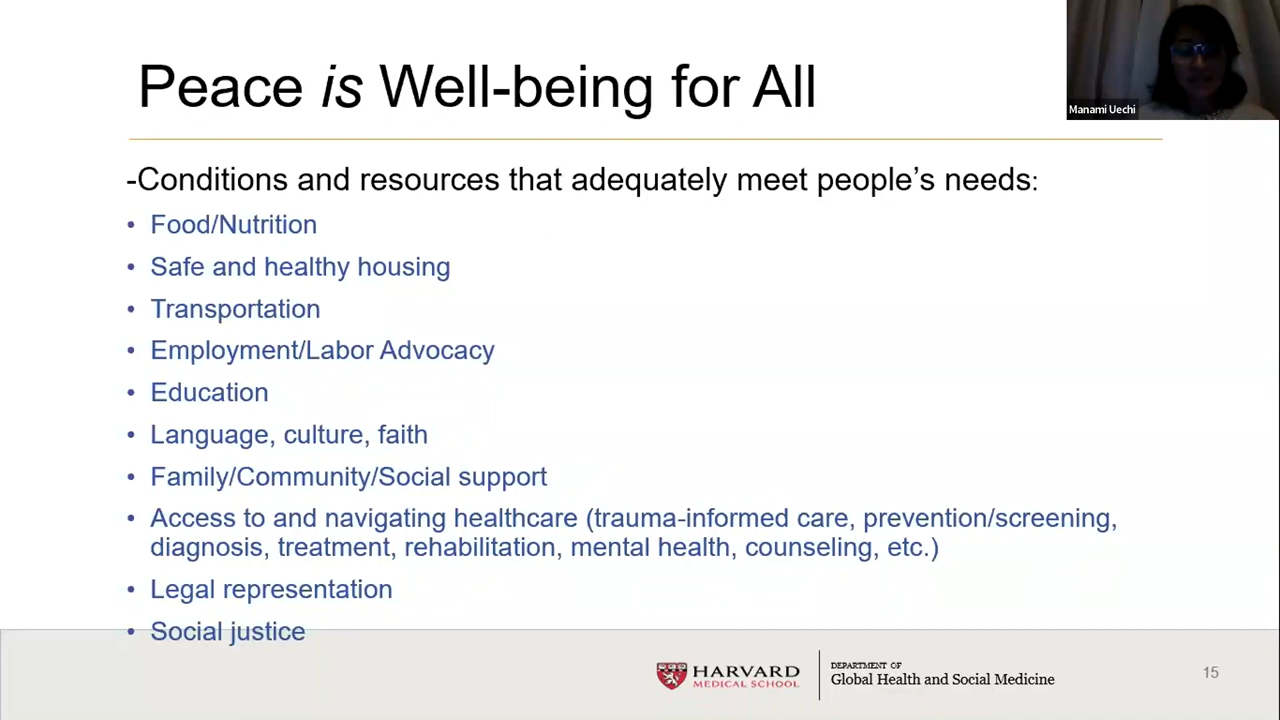 Peace is Well-being for All
Manami Uechi
-Conditions and resources that adequately meet people’s needs:
• Food/Nutrition
• Safe and healthy housing
• Transportation
• Employment/Labor Advocacy
• Education
• Language, culture, faith
• Family/Community/Social support
• Access to and navigating healthcare (trauma-informed care, prevention/screening,
diagnosis, treatment, rehabilitation, mental health, counseling, etc.)
• Legal representation
• Social justice
HARVARD
MEDICAL SCHOOL
DEPARTMENT OF
Global Health and Social Medicine
15